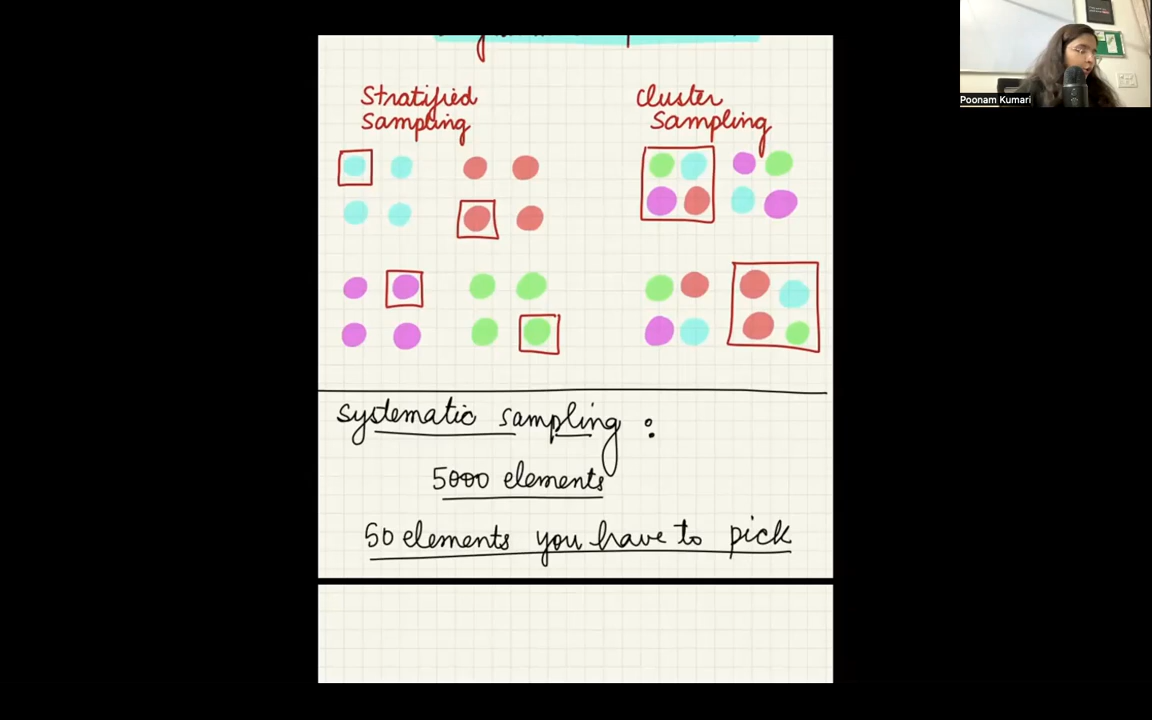 Stratified
Sampling
Cluster
Sampling
Systematic sampling :
5000 elements
50 elements you have to pick
Poonam Kumari